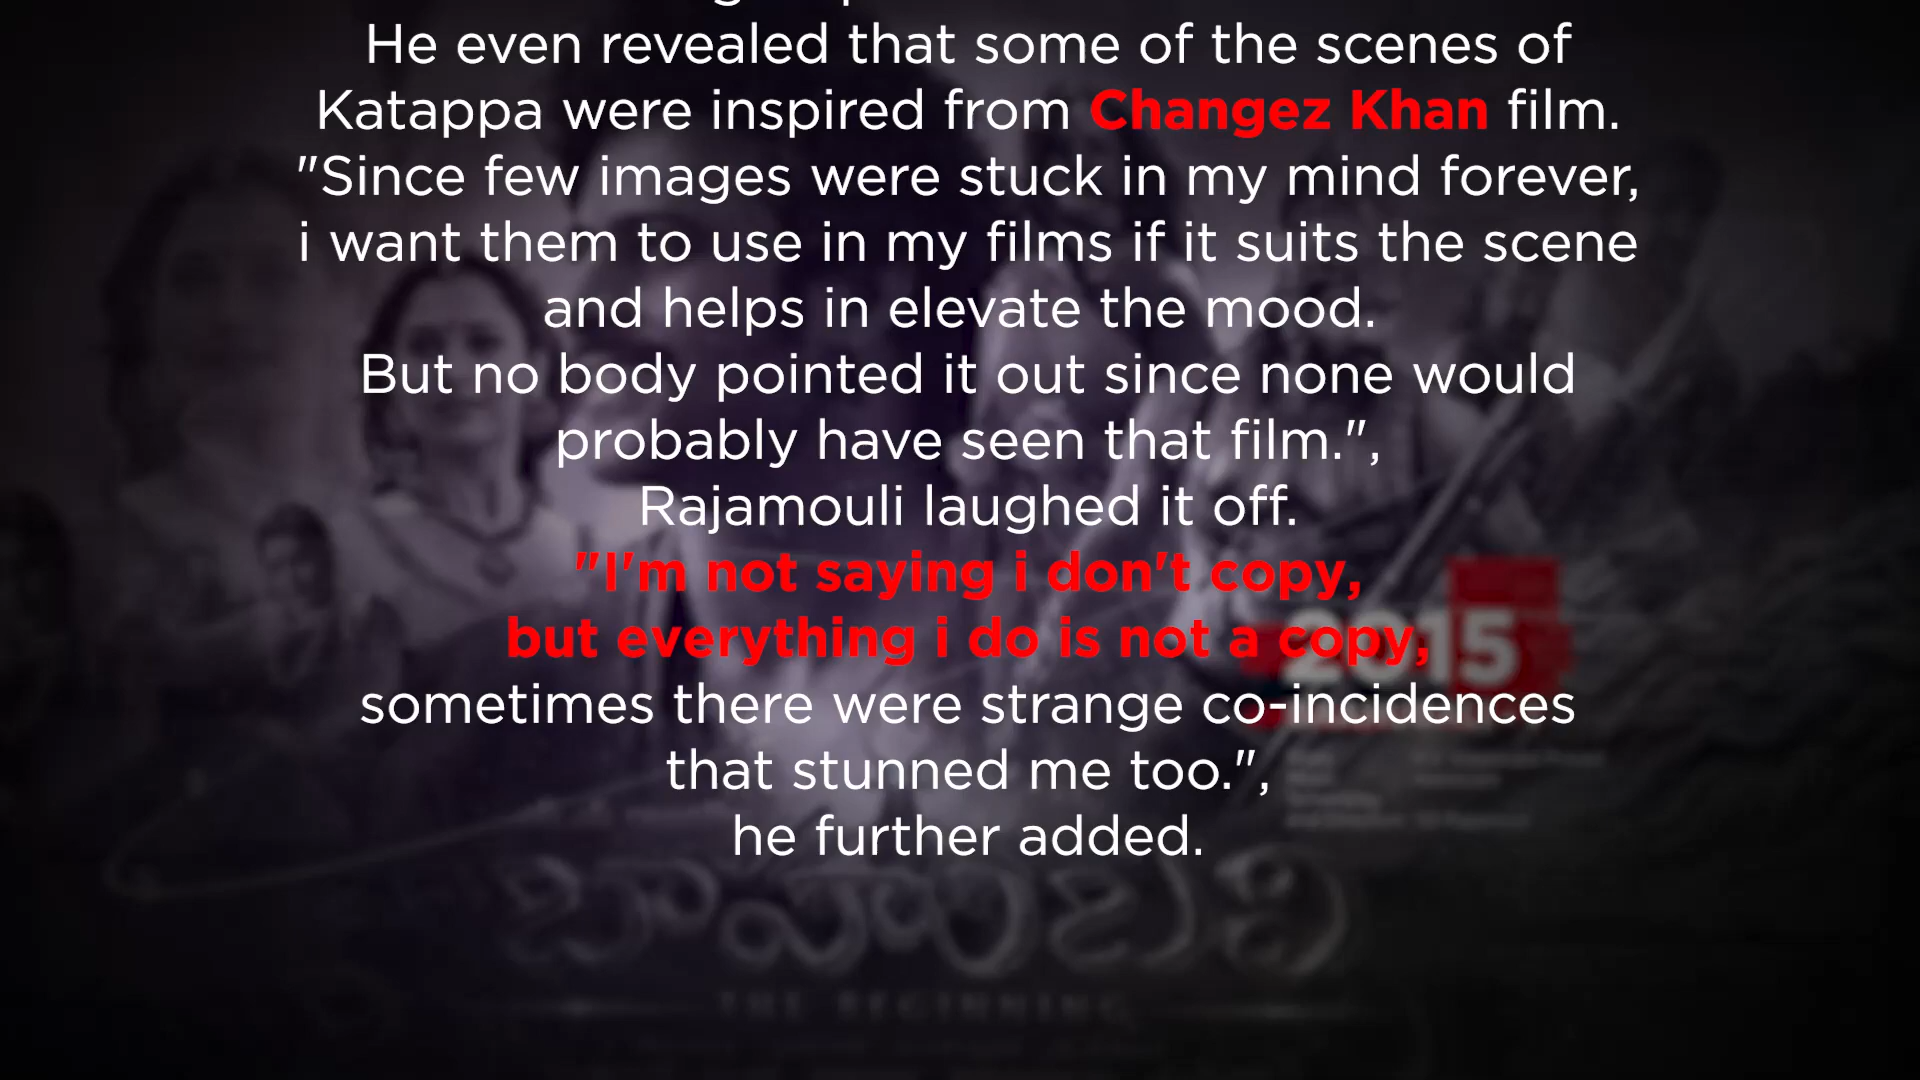 He even revealed that some of the scenes of
Katappa were inspired from Changez Khan film.
"Since few images were stuck in my mind forever,
i want them to use in my films if it suits the scene
and helps in elevate the mood.
But no body pointed it out since none would
probably have seen that film.",
Rajamouli laughed it off.
"I'm not saying i don't copy,
but everything i do is not a copy,
2015
sometimes there were strange co-incidences
that stunned me too.",
he further added.
బాహుబలి
THE BEGINNING